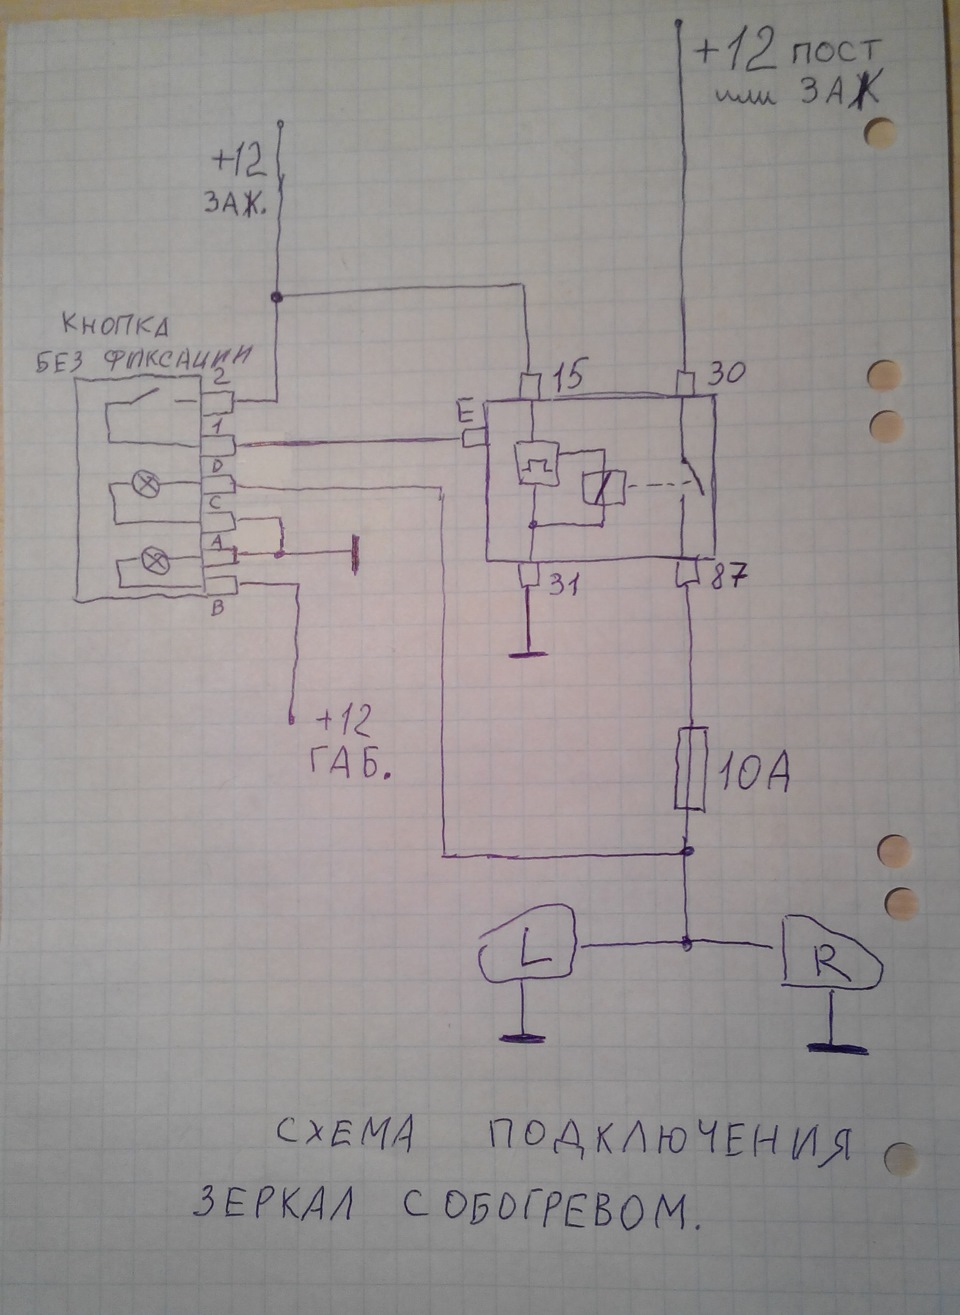 +12 ПОСТ
или ЗАЖ
+12
ЗАЖ.
КНОПКА
БЕЗ ФИКСАЦИИ
2
1
D
C
A
B
15
30
E
31
87
+12
ГАБ.
10А
L
R
СХЕМА ПОДКЛЮЧЕНИЯ
ЗЕРКАЛ С ОБОГРЕВОМ.